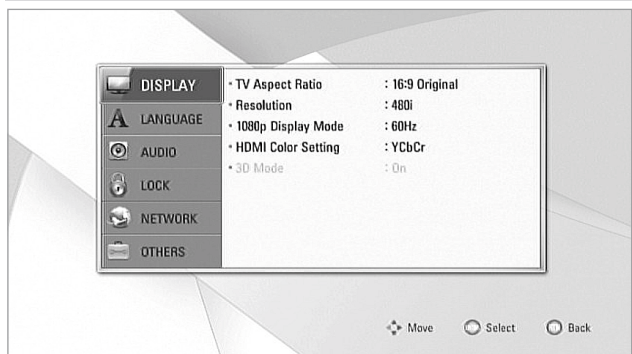 DISPLAY
LANGUAGE
AUDIO
LOCK
NETWORK
OTHERS
• TV Aspect Ratio : 16:9 Original
• Resolution : 480i
• 1080p Display Mode : 60Hz
• HDMI Color Setting : YCbCr
• 3D Mode : On
Move Select Back